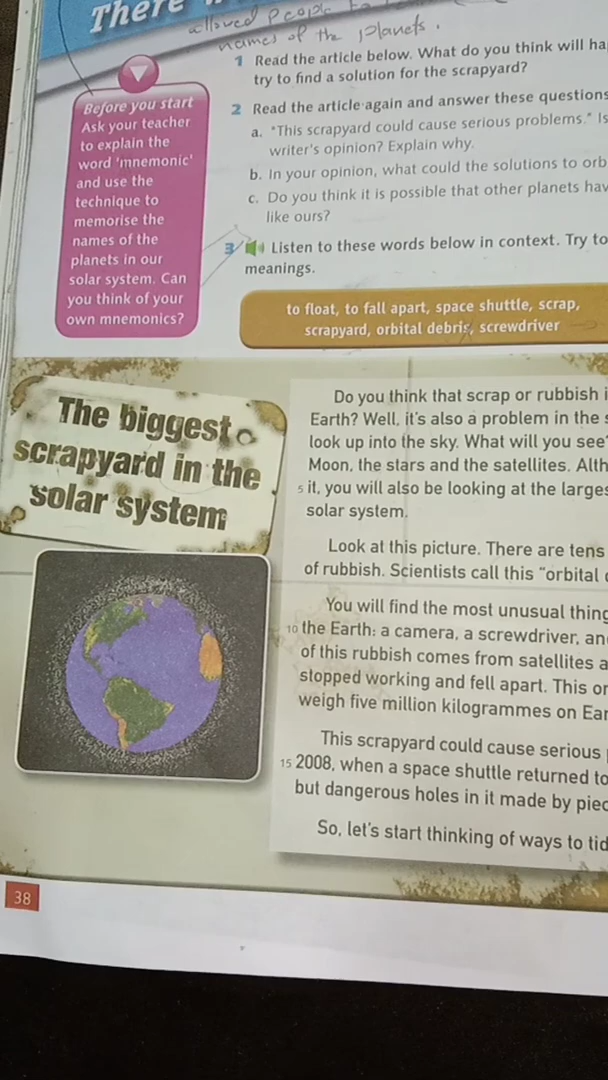 There
allowed people to
names of the planets.
1 Read the article below. What do you think will ha
try to find a solution for the scrapyard?
Before you start
Ask your teacher
to explain the
word 'mnemonic'
and use the
technique to
memorise the
names of the
planets in our
solar system. Can
you think of your
own mnemonics?
2 Read the article again and answer these questions
a. "This scrapyard could cause serious problems." Is
writer's opinion? Explain why.
b. In your opinion, what could the solutions to orb
c. Do you think it is possible that other planets hav
like ours?
3 Listen to these words below in context. Try to
meanings.
to float, to fall apart, space shuttle, scrap,
scrapyard, orbital debris, screwdriver
The biggest
scrapyard in the
solar system
Do you think that scrap or rubbish i
Earth? Well, it's also a problem in the s
look up into the sky. What will you see?
Moon, the stars and the satellites. Alth
5 it, you will also be looking at the larges
solar system.
Look at this picture. There are tens
of rubbish. Scientists call this "orbital
You will find the most unusual thing
10 the Earth: a camera, a screwdriver, an
of this rubbish comes from satellites a
stopped working and fell apart. This or
weigh five million kilogrammes on Ear
This scrapyard could cause serious
15 2008, when a space shuttle returned to
but dangerous holes in it made by piec
So, let's start thinking of ways to tid
38